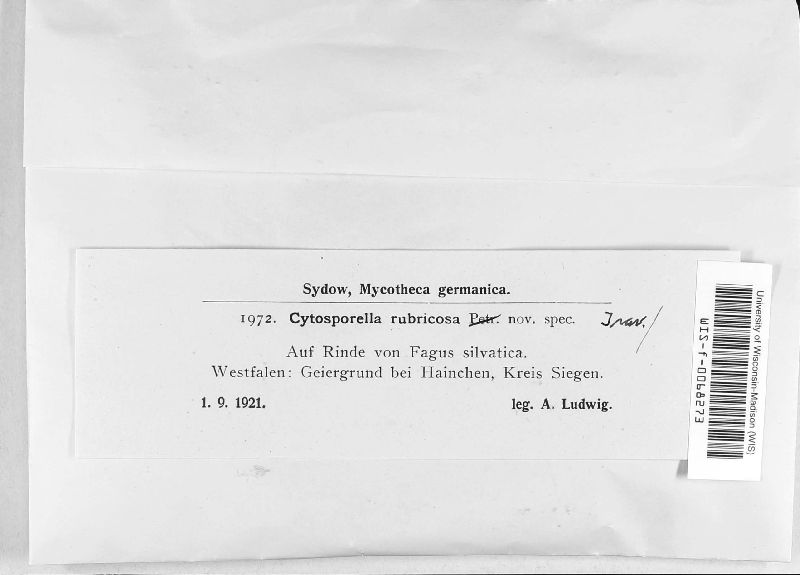 Sydow, Mycotheca germanica.
1972. Cytosporella rubricosa Petr. nov. spec. Trav.
Auf Rinde von Fagus silvatica.
Westfalen: Geiergrund bei Hainchen, Kreis Siegen.
1. 9. 1921. leg. A. Ludwig.
University of Wisconsin-Madison (WIS)
WIS-f-0068273